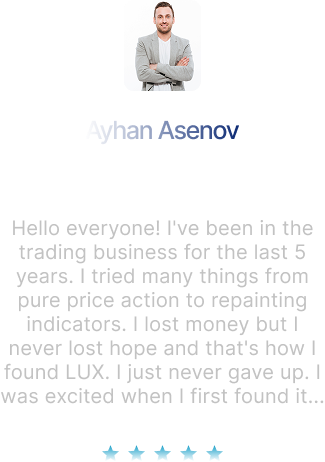 Ayhan Asenov
Hello everyone! I've been in the
trading business for the last 5
years. I tried many things from
pure price action to repainting
indicators. I lost money but I
never lost hope and that's how I
found LUX. I just never gave up. I
was excited when I first found it...